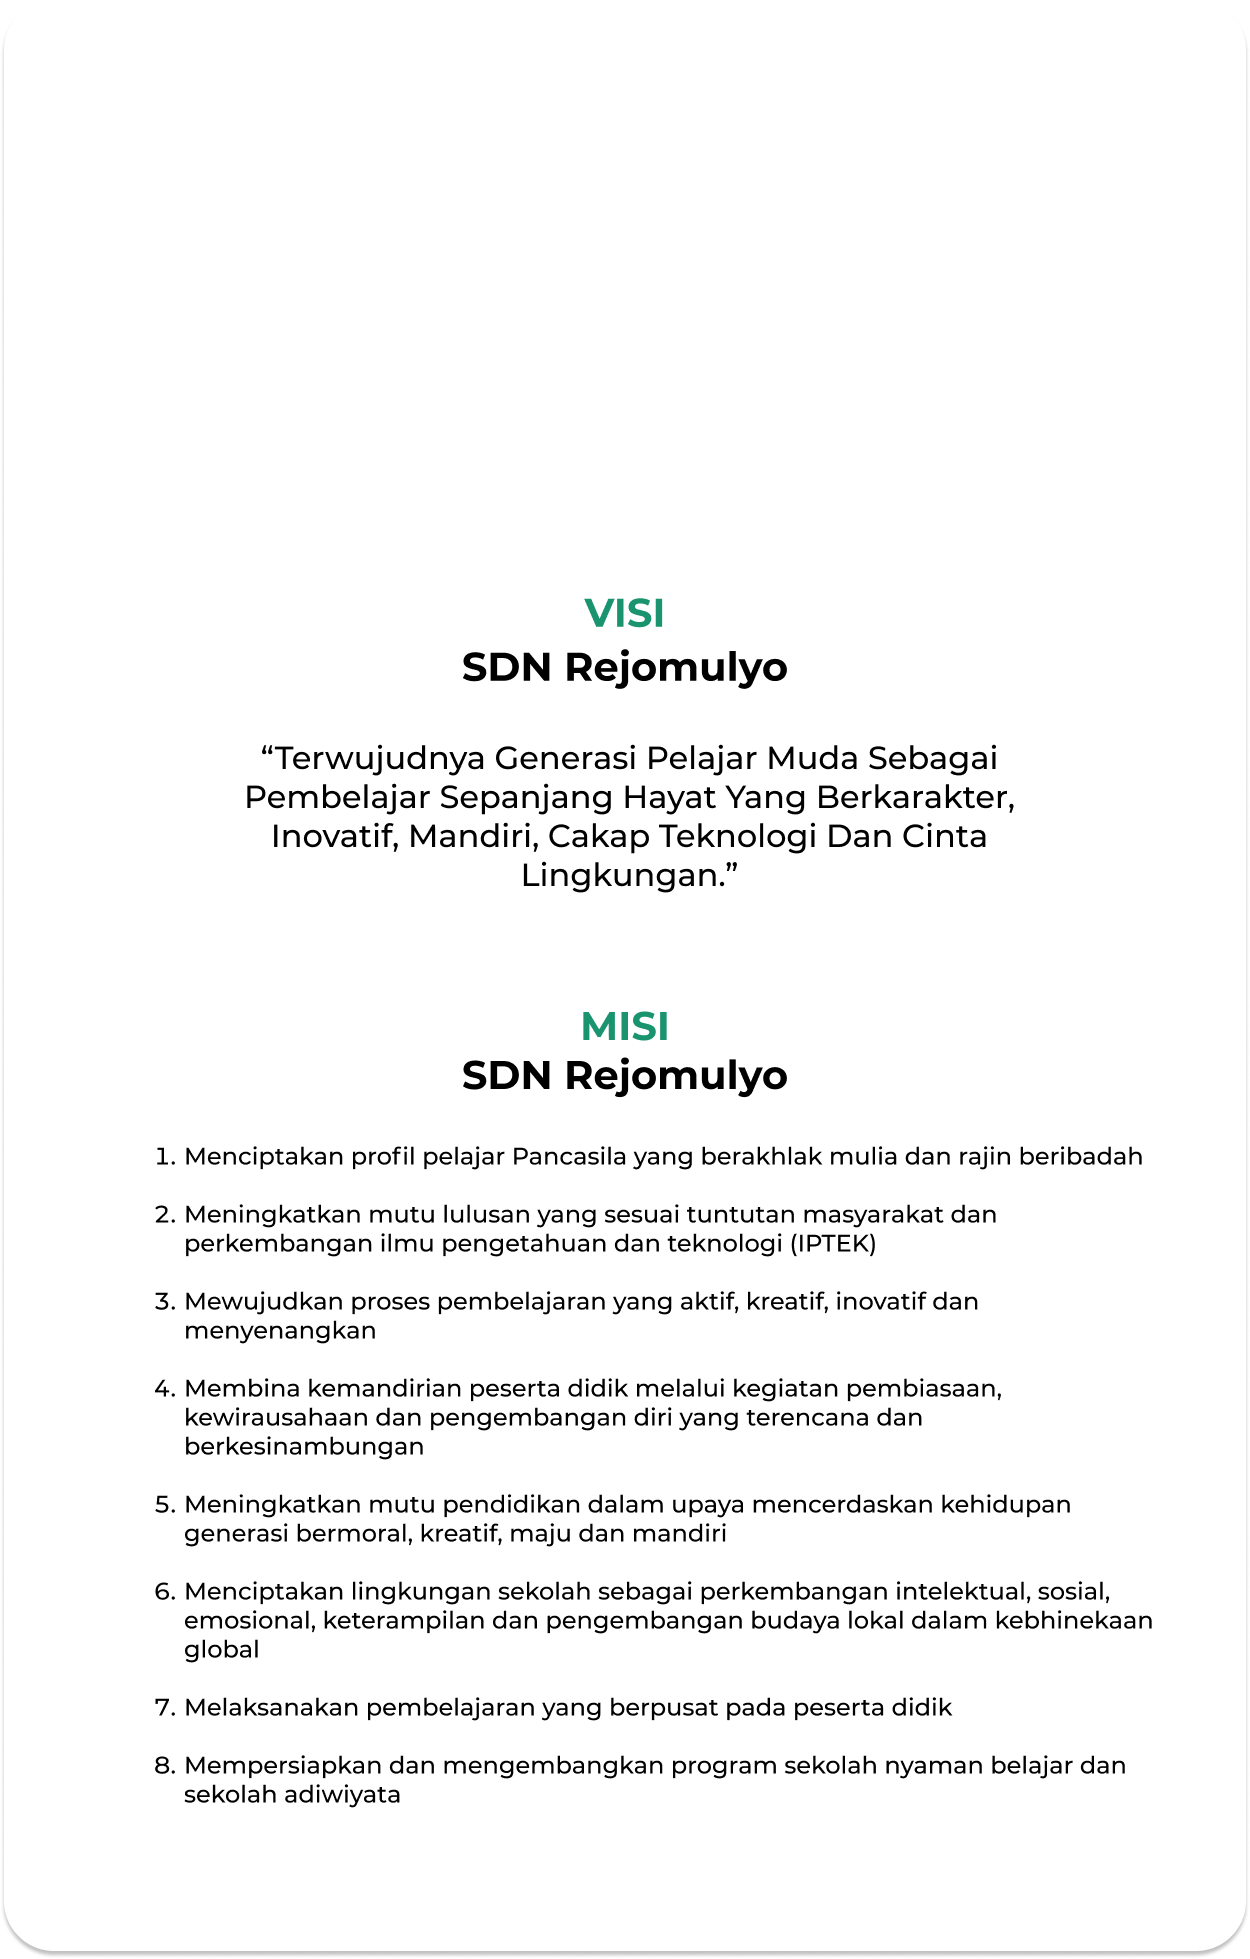 VISI
SDN Rejomulyo
“Terwujudnya Generasi Pelajar Muda Sebagai
Pembelajar Sepanjang Hayat Yang Berkarakter,
Inovatif, Mandiri, Cakap Teknologi Dan Cinta
Lingkungan.”
MISI
SDN Rejomulyo
1. Menciptakan profil pelajar Pancasila yang berakhlak mulia dan rajin beribadah
2. Meningkatkan mutu lulusan yang sesuai tuntutan masyarakat dan
perkembangan ilmu pengetahuan dan teknologi (IPTEK)
3. Mewujudkan proses pembelajaran yang aktif, kreatif, inovatif dan
menyenangkan
4. Membina kemandirian peserta didik melalui kegiatan pembiasaan,
kewirausahaan dan pengembangan diri yang terencana dan
berkesinambungan
5. Meningkatkan mutu pendidikan dalam upaya mencerdaskan kehidupan
generasi bermoral, kreatif, maju dan mandiri
6. Menciptakan lingkungan sekolah sebagai perkembangan intelektual, sosial,
emosional, keterampilan dan pengembangan budaya lokal dalam kebhinekaan
global
7. Melaksanakan pembelajaran yang berpusat pada peserta didik
8. Mempersiapkan dan mengembangkan program sekolah nyaman belajar dan
sekolah adiwiyata